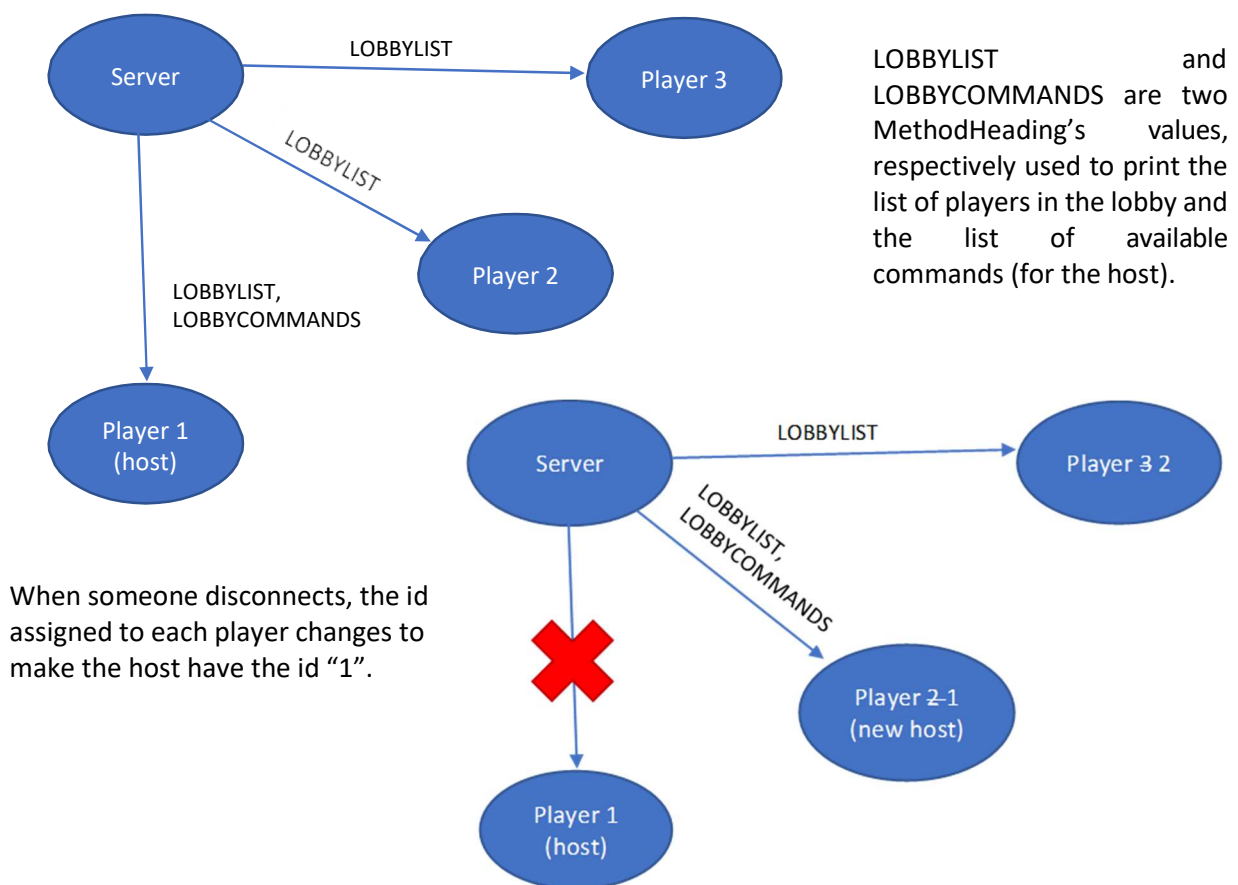 LOBBYLIST
Server
Player 3
LOBBYLIST
Player 2
LOBBYLIST,
LOBBYCOMMANDS
Player 1
(host)
LOBBYLIST and
LOBBYCOMMANDS are two
MethodHeading’s values,
respectively used to print the
list of players in the lobby and
the list of available
commands (for the host).
When someone disconnects, the id
assigned to each player changes to
make the host have the id “1”.
LOBBYLIST
Server
Player 3 2
LOBBYLIST,
LOBBYCOMMANDS
Player 2 1
(new host)
Player 1
(host)